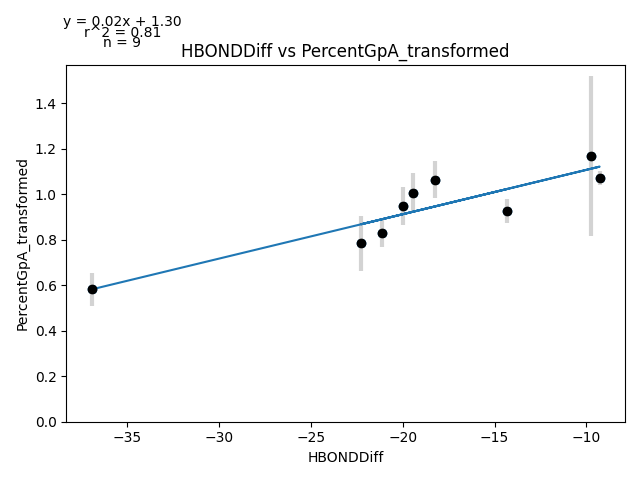 y = 0.02x + 1.30
r^2 = 0.81
n = 9
HBONDDiff vs PercentGpA_transformed
1.4
1.2
1.0
0.8
0.6
0.4
0.2
0.0
PercentGpA_transformed
−35
−30
−25
−20
−15
−10
HBONDDiff